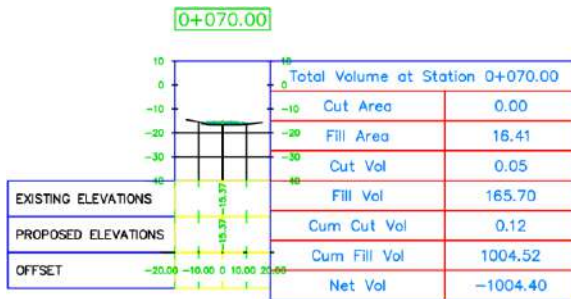 0+070.00
10 10
0 0
-10 -10
-20 -20
-30 -30
-40 -40
Total Volume at Station 0+070.00
Cut Area 0.00
Fill Area 16.41
Cut Vol 0.05
Fill Vol 165.70
Cum Cut Vol 0.12
Cum Fill Vol 1004.52
Net Vol -1004.40
EXISTING ELEVATIONS -15.37
PROPOSED ELEVATIONS -15.37
OFFSET -20.00 -10.00 0 10.00 20.00